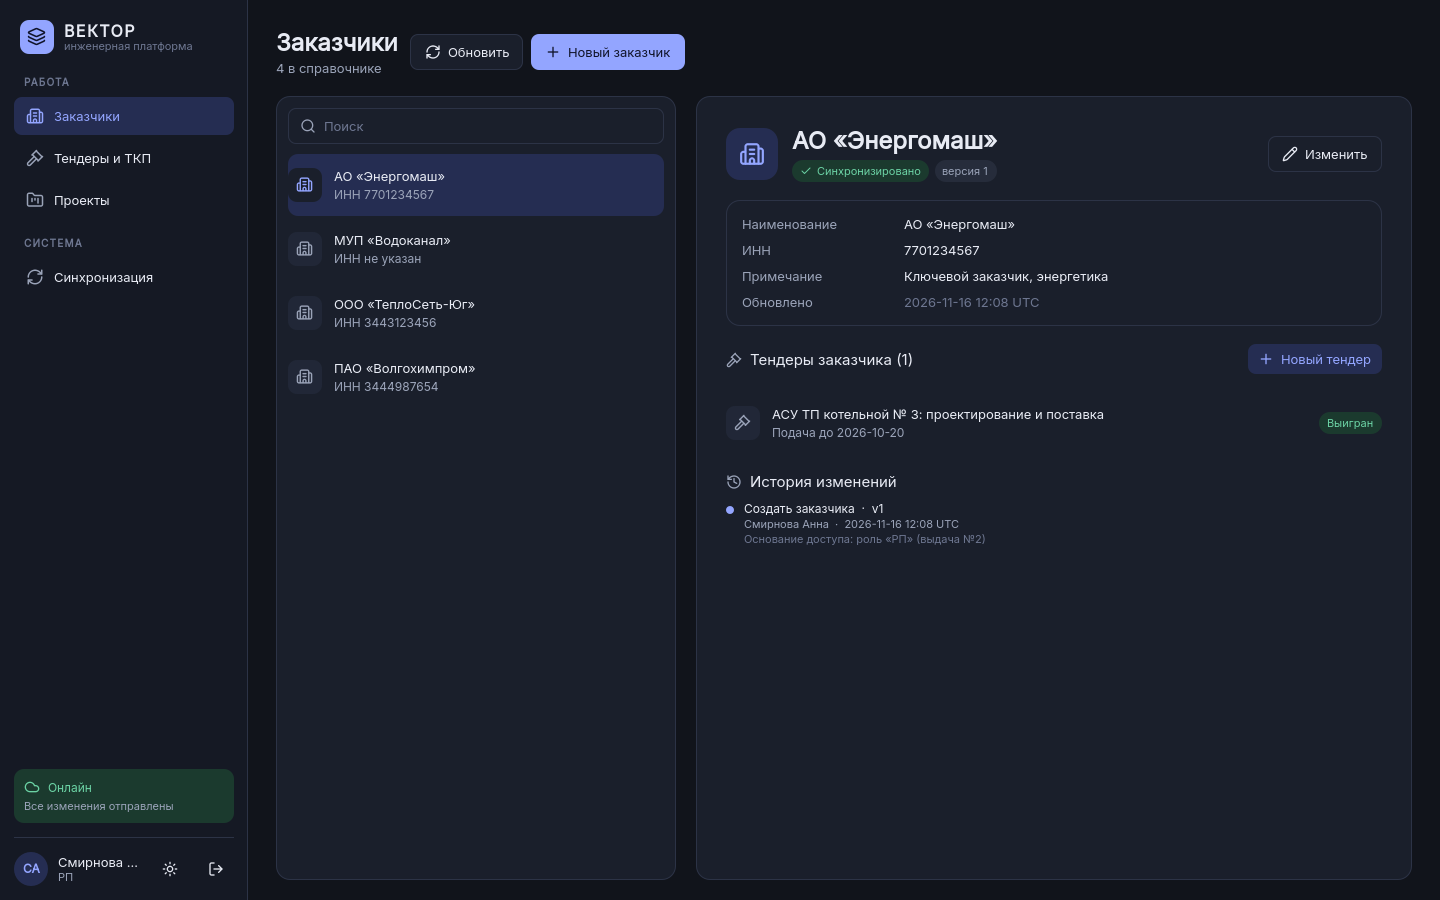 ВЕКТОР
инженерная платформа
РАБОТА
Заказчики
Тендеры и ТКП
Проекты
СИСТЕМА
Синхронизация
Онлайн
Все изменения отправлены
СА
Смирнова ...
РП
Заказчики
4 в справочнике
Обновить
Новый заказчик
Поиск
АО «Энергомаш»
ИНН 7701234567
МУП «Водоканал»
ИНН не указан
ООО «ТеплоСеть-Юг»
ИНН 3443123456
ПАО «Волгохимпром»
ИНН 3444987654
АО «Энергомаш»
Синхронизировано
версия 1
Изменить
Наименование АО «Энергомаш»
ИНН 7701234567
Примечание Ключевой заказчик, энергетика
Обновлено 2026-11-16 12:08 UTC
Тендеры заказчика (1)
Новый тендер
АСУ ТП котельной № 3: проектирование и поставка
Подача до 2026-10-20
Выигран
История изменений
Создать заказчика · v1
Смирнова Анна · 2026-11-16 12:08 UTC
Основание доступа: роль «РП» (выдача №2)